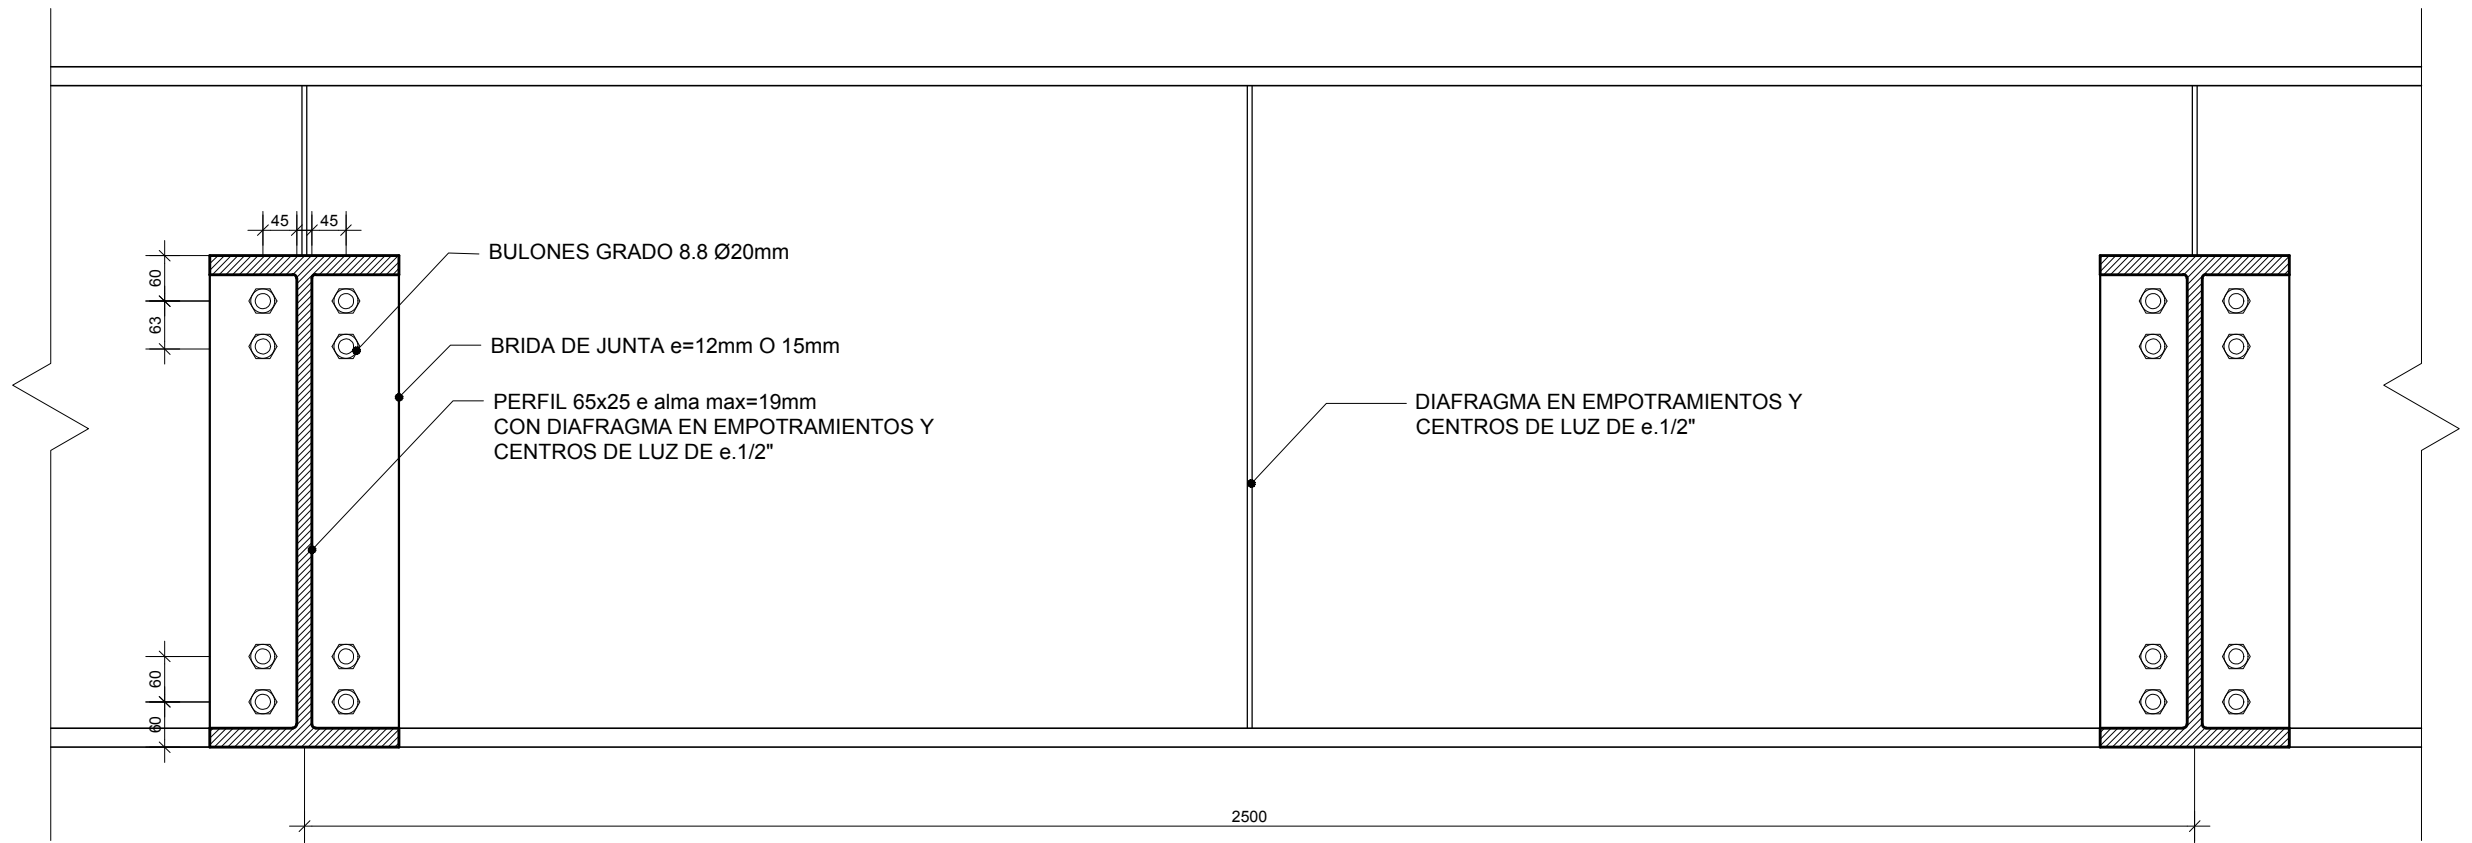 45
45
BULONES GRADO 8.8 Ø20mm
60
63
BRIDA DE JUNTA e=12mm O 15mm
PERFIL 65x25 e alma max=19mm
CON DIAFRAGMA EN EMPOTRAMIENTOS Y
CENTROS DE LUZ DE e.1/2"
DIAFRAGMA EN EMPOTRAMIENTOS Y
CENTROS DE LUZ DE e.1/2"
60
60
2500